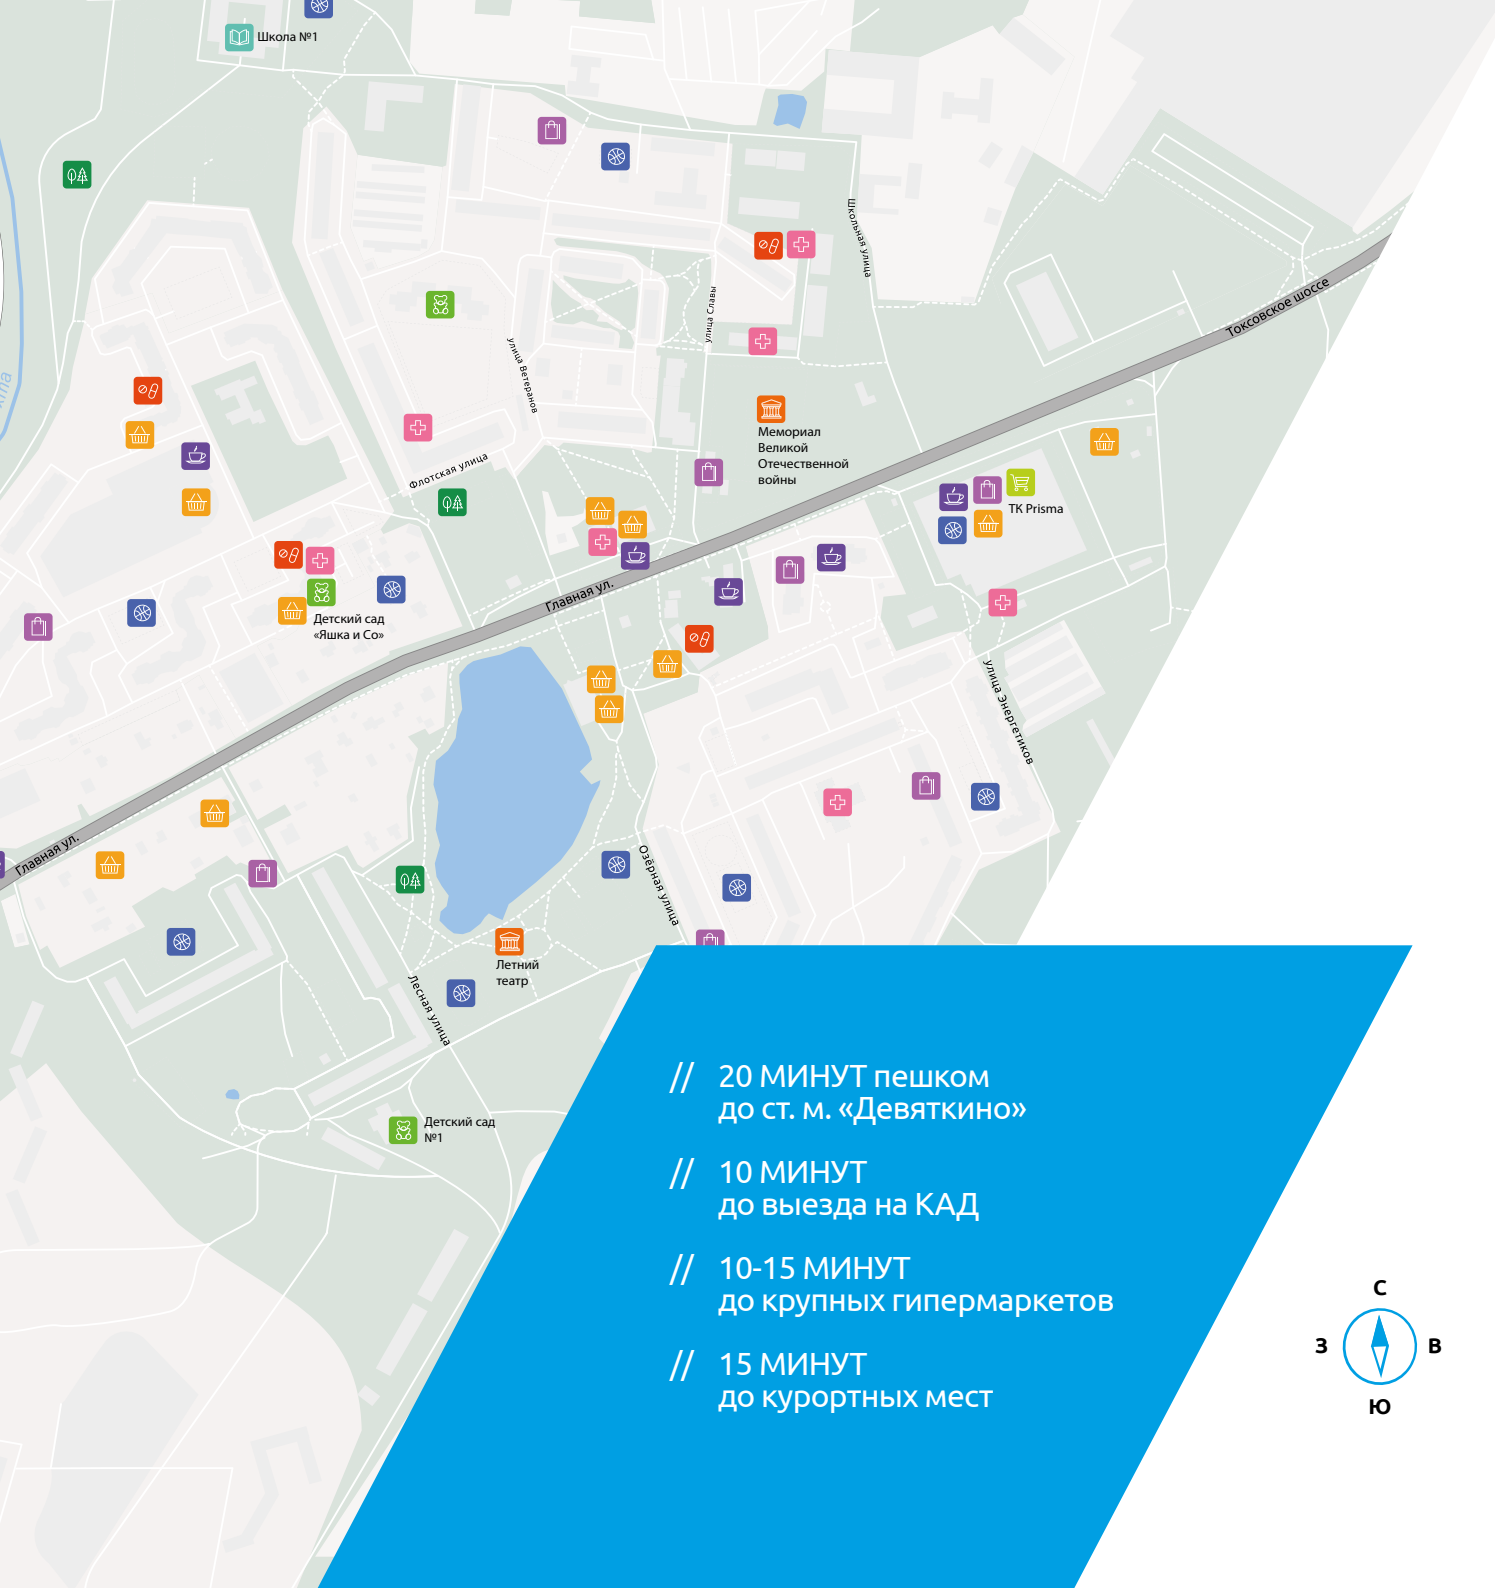 Школа №1
Школьная улица
улица Славы
Токсовское шоссе
улица Ветеранов
Мемориал
Великой
Отечественной
войны
Флотская улица
ТК Prisma
Главная ул.
Детский сад
«Яшка и Со»
улица Энергетиков
Главная ул.
Озёрная улица
Летний
театр
Лесная улица
Детский сад
№1
// 20 МИНУТ пешком
до ст. м. «Девяткино»
// 10 МИНУТ
до выезда на КАД
// 10-15 МИНУТ
до крупных гипермаркетов
// 15 МИНУТ
до курортных мест
С
З
В
Ю